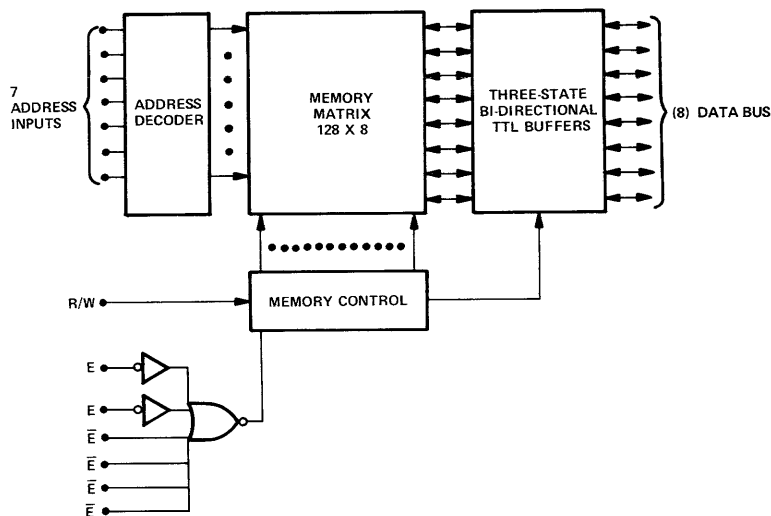 7
ADDRESS
INPUTS
ADDRESS
DECODER
MEMORY
MATRIX
128 X 8
THREE-STATE
BI-DIRECTIONAL
TTL BUFFERS
(8) DATA BUS
R/W
MEMORY CONTROL
E
E
E̅
E̅
E̅
E̅